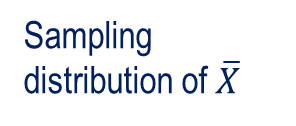 Sampling
distribution of X̅